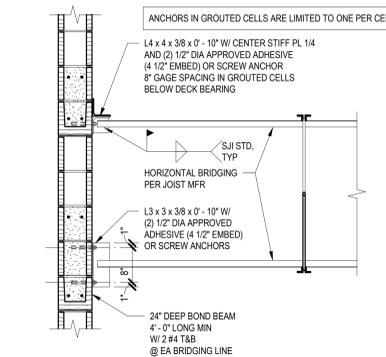 ANCHORS IN GROUTED CELLS ARE LIMITED TO ONE PER
L4 x 4 x 3/8 x 0' - 10" W/ CENTER STIFF PL 1/4
AND (2) 1/2" DIA APPROVED ADHESIVE
(4 1/2" EMBED) OR SCREW ANCHOR
8" GAGE SPACING IN GROUTED CELLS
BELOW DECK BEARING
SJI STD,
TYP
HORIZONTAL BRIDGING
PER JOIST MFR
L3 x 3 x 3/8 x 0' - 10" W/
(2) 1/2" DIA APPROVED
ADHESIVE (4 1/2" EMBED)
OR SCREW ANCHORS
1"
8"
1"
24" DEEP BOND BEAM
4' - 0" LONG MIN
W/ 2 #4 T&B
@ EA BRIDGING LINE